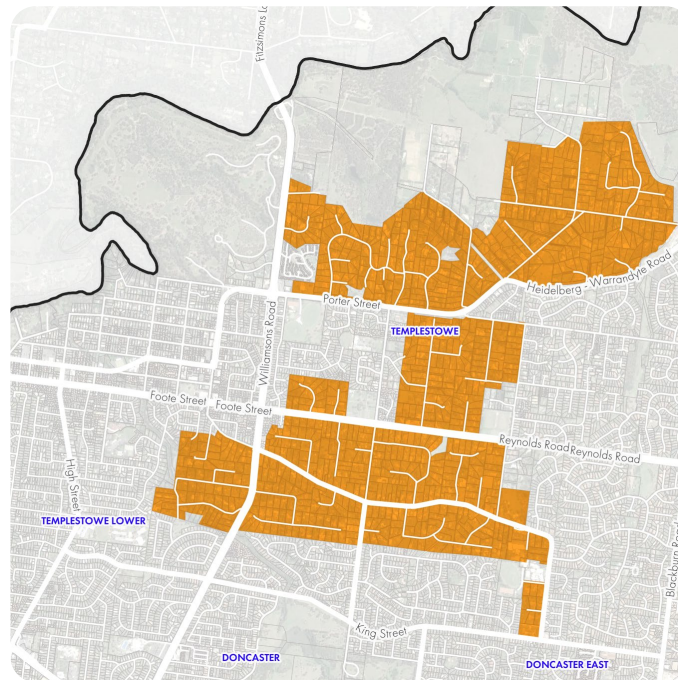 Fitzsimons L
Heidelberg - Warrandyte Road
Porter Street
TEMPLESTOWE
Williamsons Road
Foote Street
Foote Street
Reynolds Road
Reynolds Road
High Street
TEMPLESTOWE LOWER
Blackburn Road
King Street
DONCASTER
DONCASTER EAST